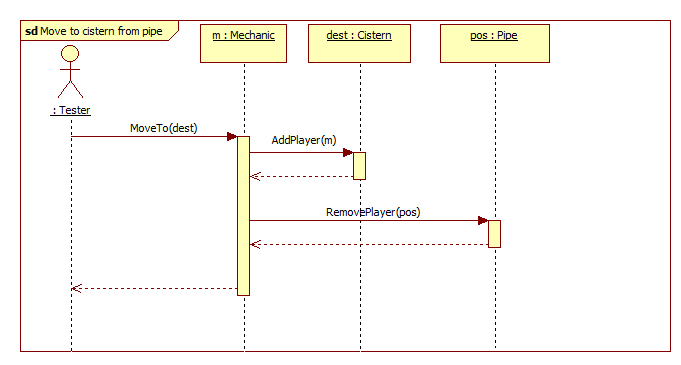 sd Move to cistern from pipe
m : Mechanic
dest : Cistern
pos : Pipe
: Tester
MoveTo(dest)
AddPlayer(m)
RemovePlayer(pos)